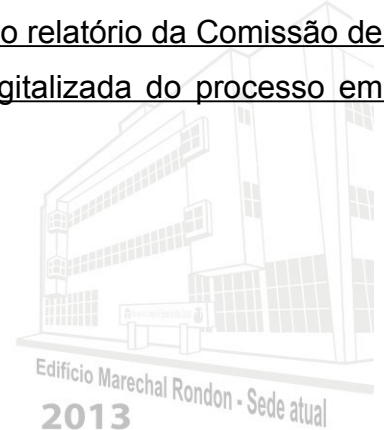 o relatório da Comissão de
gitalizada do processo em
Edifício Marechal Rondon - Sede atual
2013